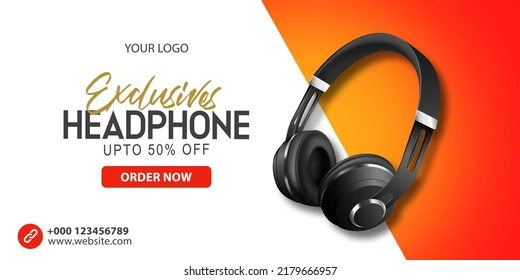 YOUR LOGO
Exclusives
HEADPHONE
UPTO 50% OFF
ORDER NOW
+000 123456789
www.website.com
shutterstock.com · 2179666957